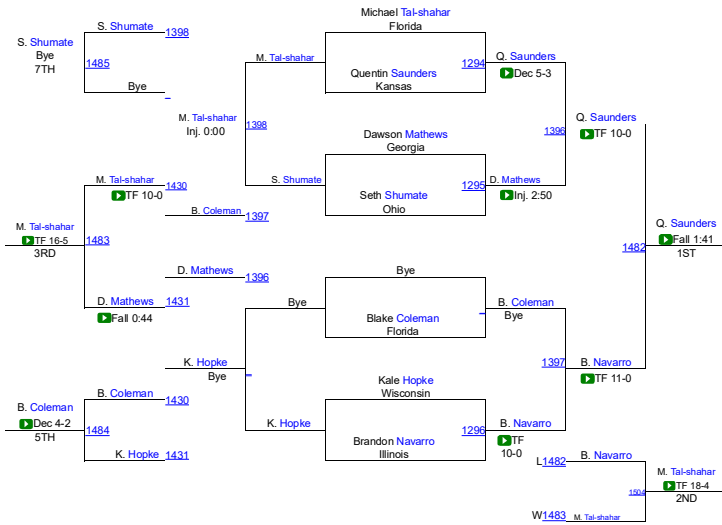 Michael Tal-shahar
Florida
S. Shumate
1398
S. Shumate
Bye
7TH
1485
M. Tal-shahar
Quentin Saunders
Kansas
1294
Q. Saunders
Dec 5-3
Bye
M. Tal-shahar
Inj. 0:00
1398
Q. Saunders
TF 10-0
1396
Dawson Mathews
Georgia
M. Tal-shahar
1430
TF 10-0
S. Shumate
Seth Shumate
Ohio
1295
D. Mathews
Inj. 2:50
B. Coleman
1397
M. Tal-shahar
TF 16-5
3RD
1483
Q. Saunders
Fall 1:41
1ST
1482
D. Mathews
1396
Bye
D. Mathews
1431
Fall 0:44
Bye
Blake Coleman
Florida
B. Coleman
Bye
K. Hopke
Bye
1397
B. Navarro
TF 11-0
Kale Hopke
Wisconsin
B. Coleman
1430
B. Coleman
Dec 4-2
5TH
1484
K. Hopke
Brandon Navarro
Illinois
1296
B. Navarro
TF
10-0
K. Hopke
1431
L1482
B. Navarro
M. Tal-shahar
TF 18-4
2ND
1504
W1483
M. Tal-shahar